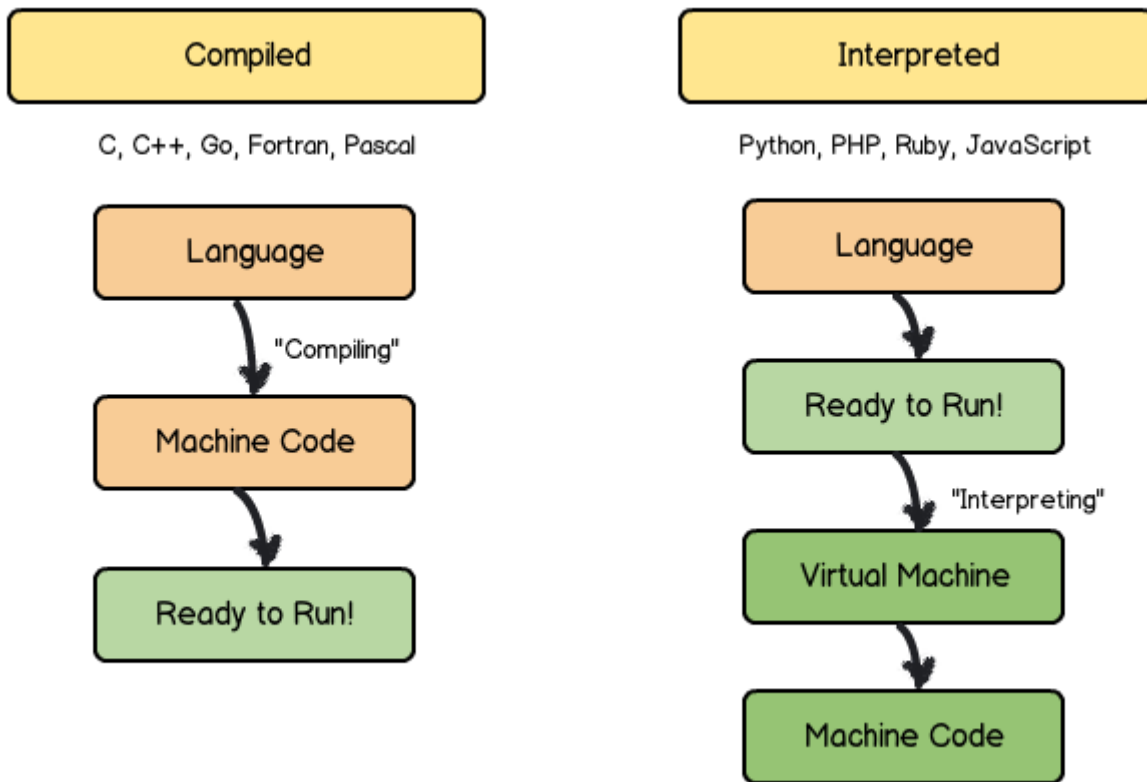 Compiled
C, C++, Go, Fortran, Pascal
Language
"Compiling"
Machine Code
Ready to Run!
Interpreted
Python, PHP, Ruby, JavaScript
Language
Ready to Run!
"Interpreting"
Virtual Machine
Machine Code